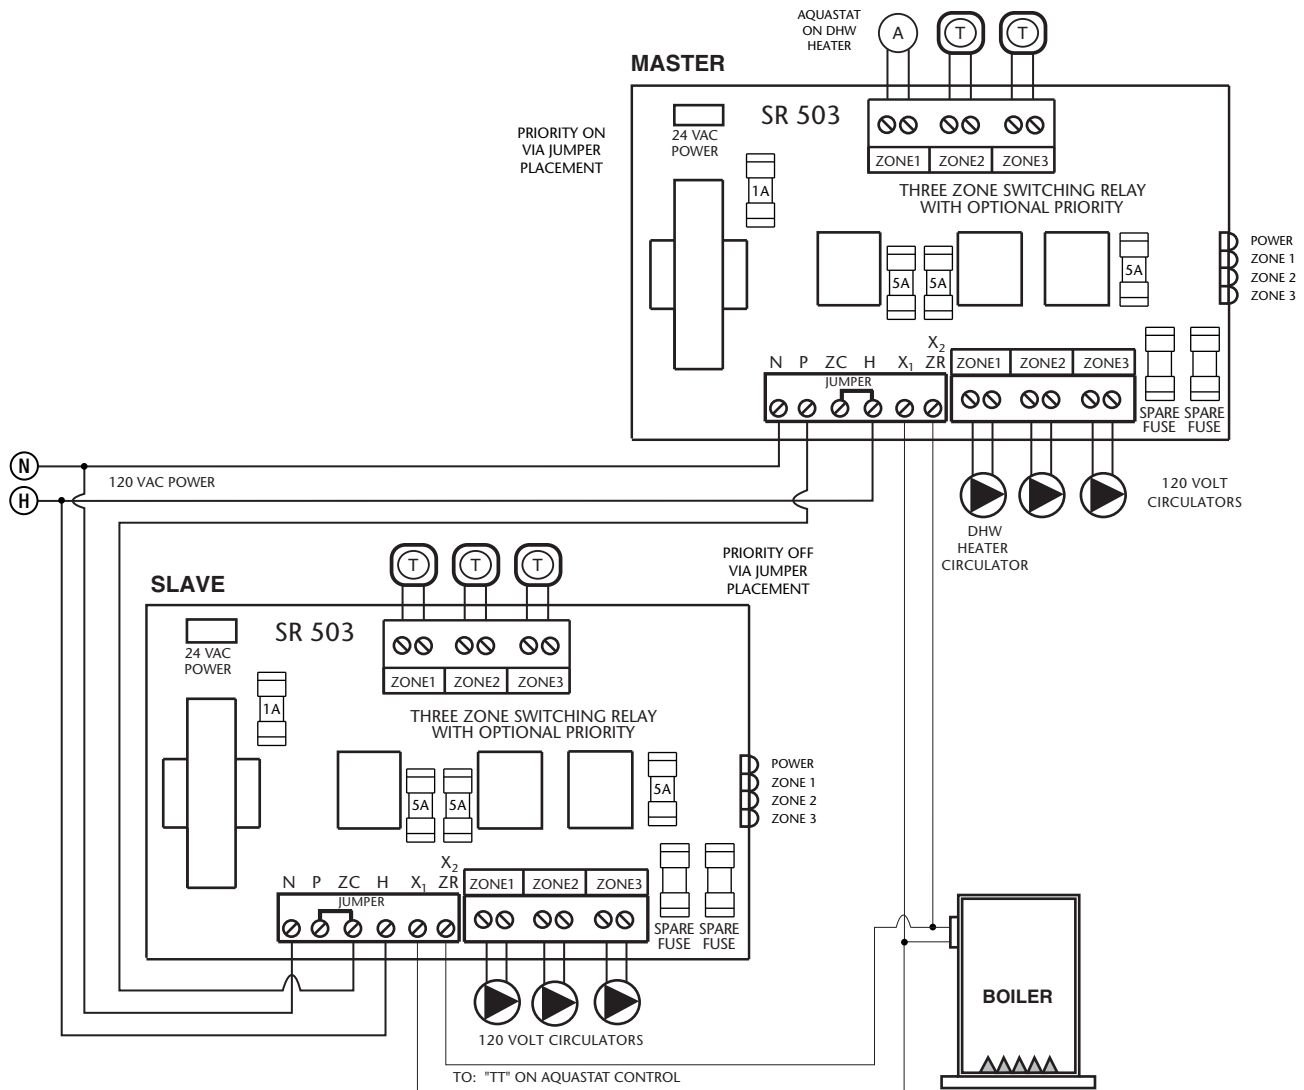 AQUASTAT
ON DHW
HEATER
A
T
T
MASTER
SR 503
24 VAC
POWER
PRIORITY ON
VIA JUMPER
PLACEMENT
1A
ZONE1 ZONE2 ZONE3
THREE ZONE SWITCHING RELAY
WITH OPTIONAL PRIORITY
5A
5A
5A
POWER
ZONE 1
ZONE 2
ZONE 3
X2
N P ZC H X1 ZR
JUMPER
ZONE1 ZONE2 ZONE3
SPARE
FUSE
SPARE
FUSE
N
120 VAC POWER
H
120 VOLT
CIRCULATORS
DHW
HEATER
CIRCULATOR
PRIORITY OFF
VIA JUMPER
PLACEMENT
T
T
T
SLAVE
SR 503
24 VAC
POWER
1A
ZONE1 ZONE2 ZONE3
THREE ZONE SWITCHING RELAY
WITH OPTIONAL PRIORITY
5A
5A
5A
POWER
ZONE 1
ZONE 2
ZONE 3
X2
N P ZC H X1 ZR
JUMPER
ZONE1 ZONE2 ZONE3
SPARE
FUSE
SPARE
FUSE
120 VOLT CIRCULATORS
TO: "TT" ON AQUASTAT CONTROL
BOILER